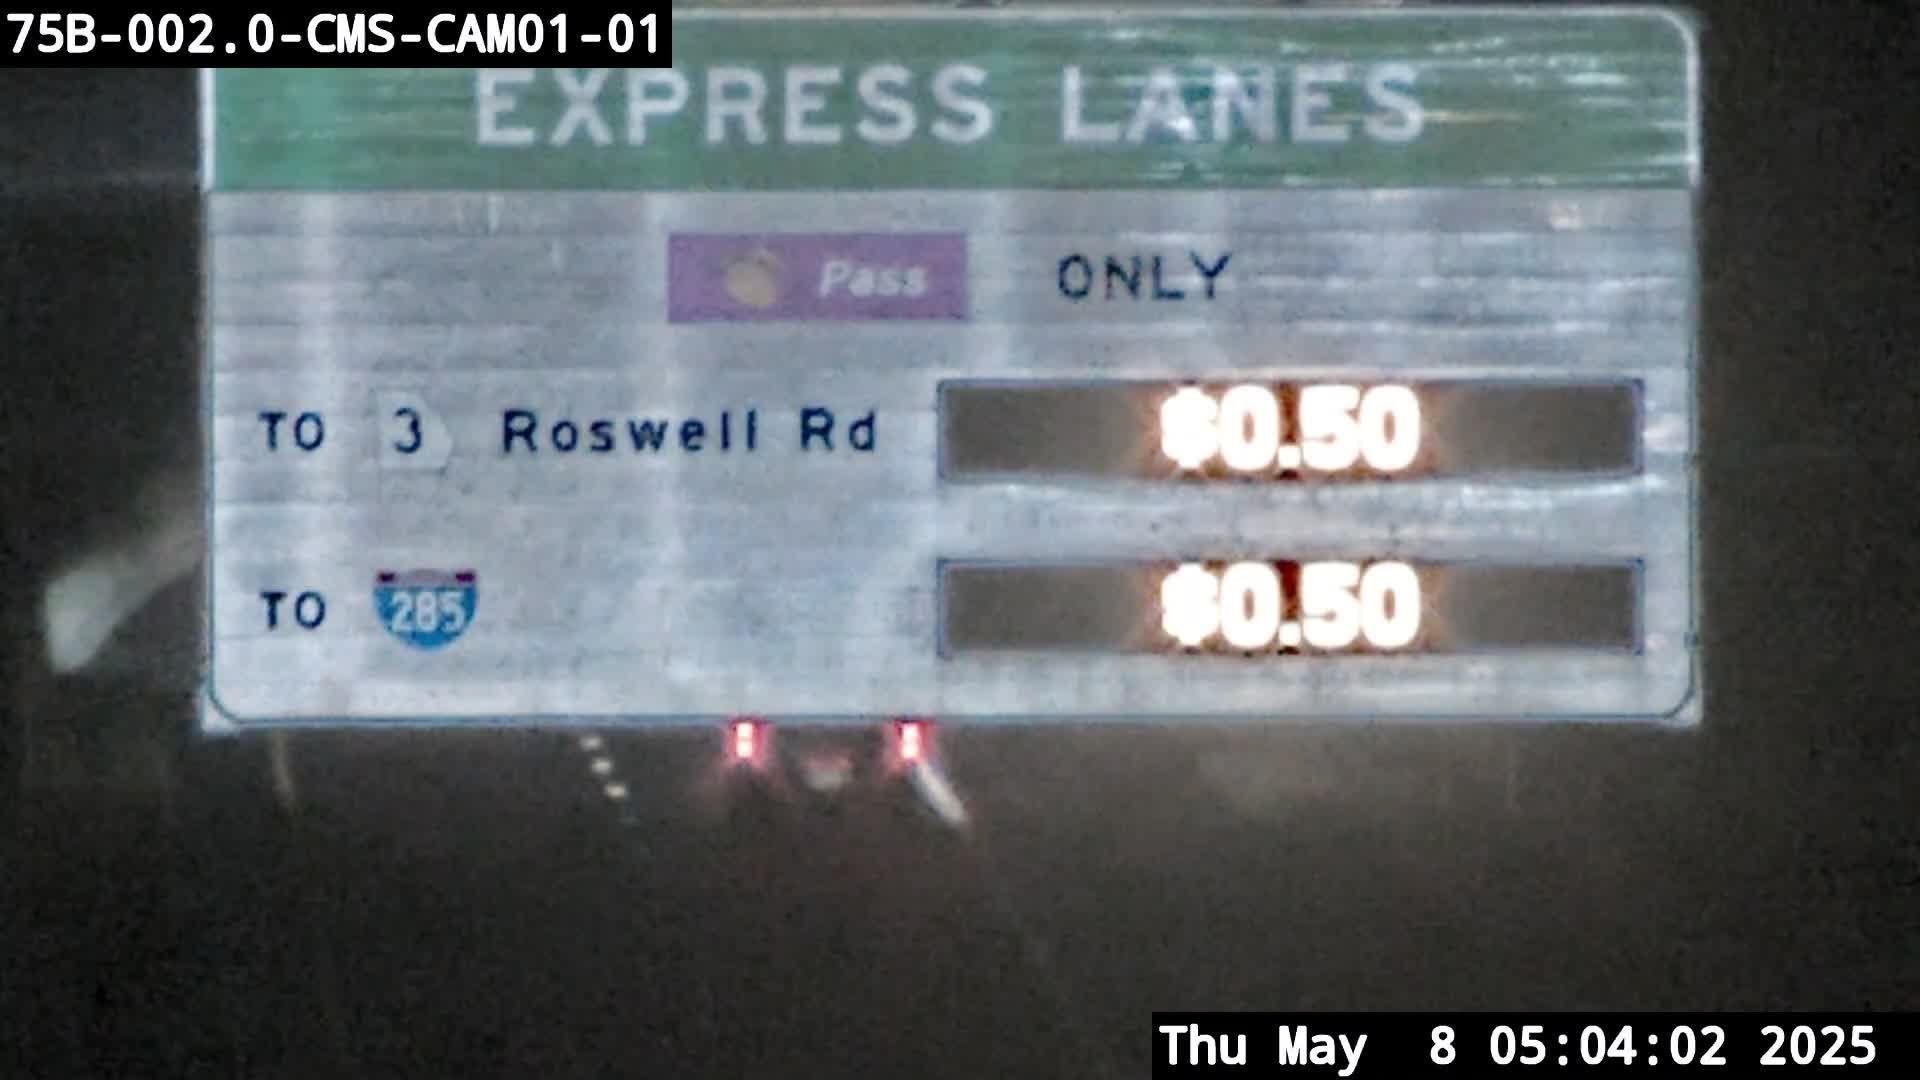 75B-002.0-CMS-CAM01-01
EXPRESS LANES
Pass ONLY
TO 3 Roswell Rd $0.50
TO 285 $0.50
Thu May 8 05:04:02 2025